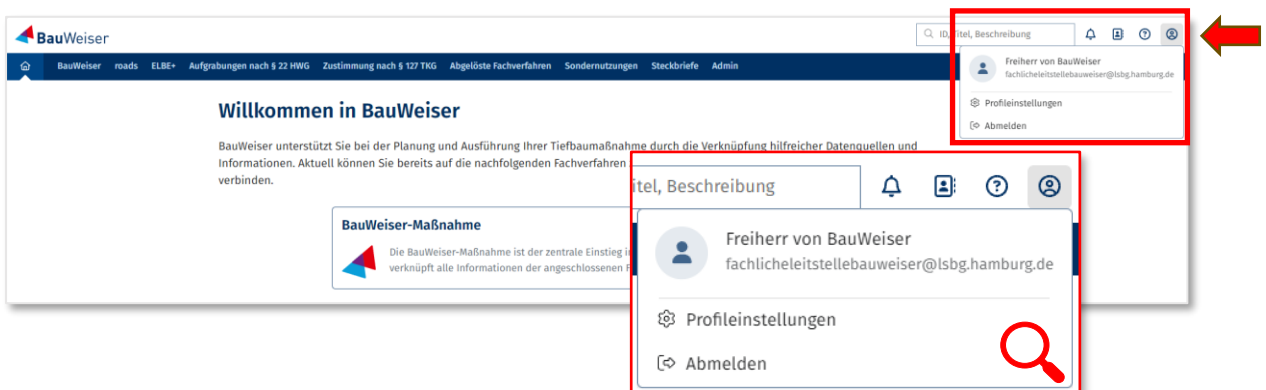 BauWeiser
ID, Titel, Beschreibung
BauWeiser roads ELBE+ Aufgrabungen nach § 22 HWG Zustimmung nach § 127 TKG Abgelöste Fachverfahren Sondernutzungen Steckbriefe Admin
Freiherr von BauWeiser
fachlicheleitstellebauweiser@lsbg.hamburg.de
Profileinstellungen
Abmelden
Willkommen in BauWeiser
BauWeiser unterstützt Sie bei der Planung und Ausführung Ihrer Tiefbaumaßnahme durch die Verknüpfung hilfreicher Datenquellen und
Informationen. Aktuell können Sie bereits auf die nachfolgenden Fachverfahren
verbinden.
BauWeiser-Maßnahme
Die BauWeiser-Maßnahme ist der zentrale Einstieg
verknüpft alle Informationen der angeschlossenen
itel, Beschreibung
Freiherr von BauWeiser
fachlicheleitstellebauweiser@lsbg.hamburg.de
Profileinstellungen
Abmelden